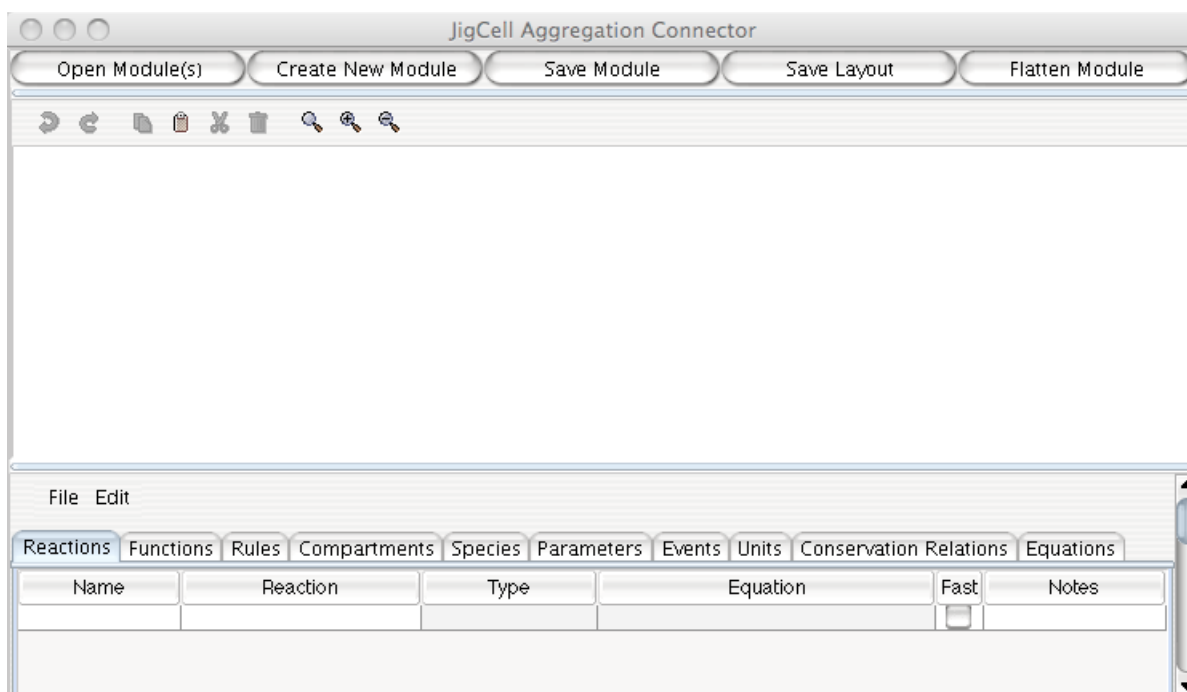 JigCell Aggregation Connector
Open Module(s) Create New Module Save Module Save Layout Flatten Module
File Edit
Reactions Functions Rules Compartments Species Parameters Events Units Conservation Relations Equations
Name Reaction Type Equation Fast Notes